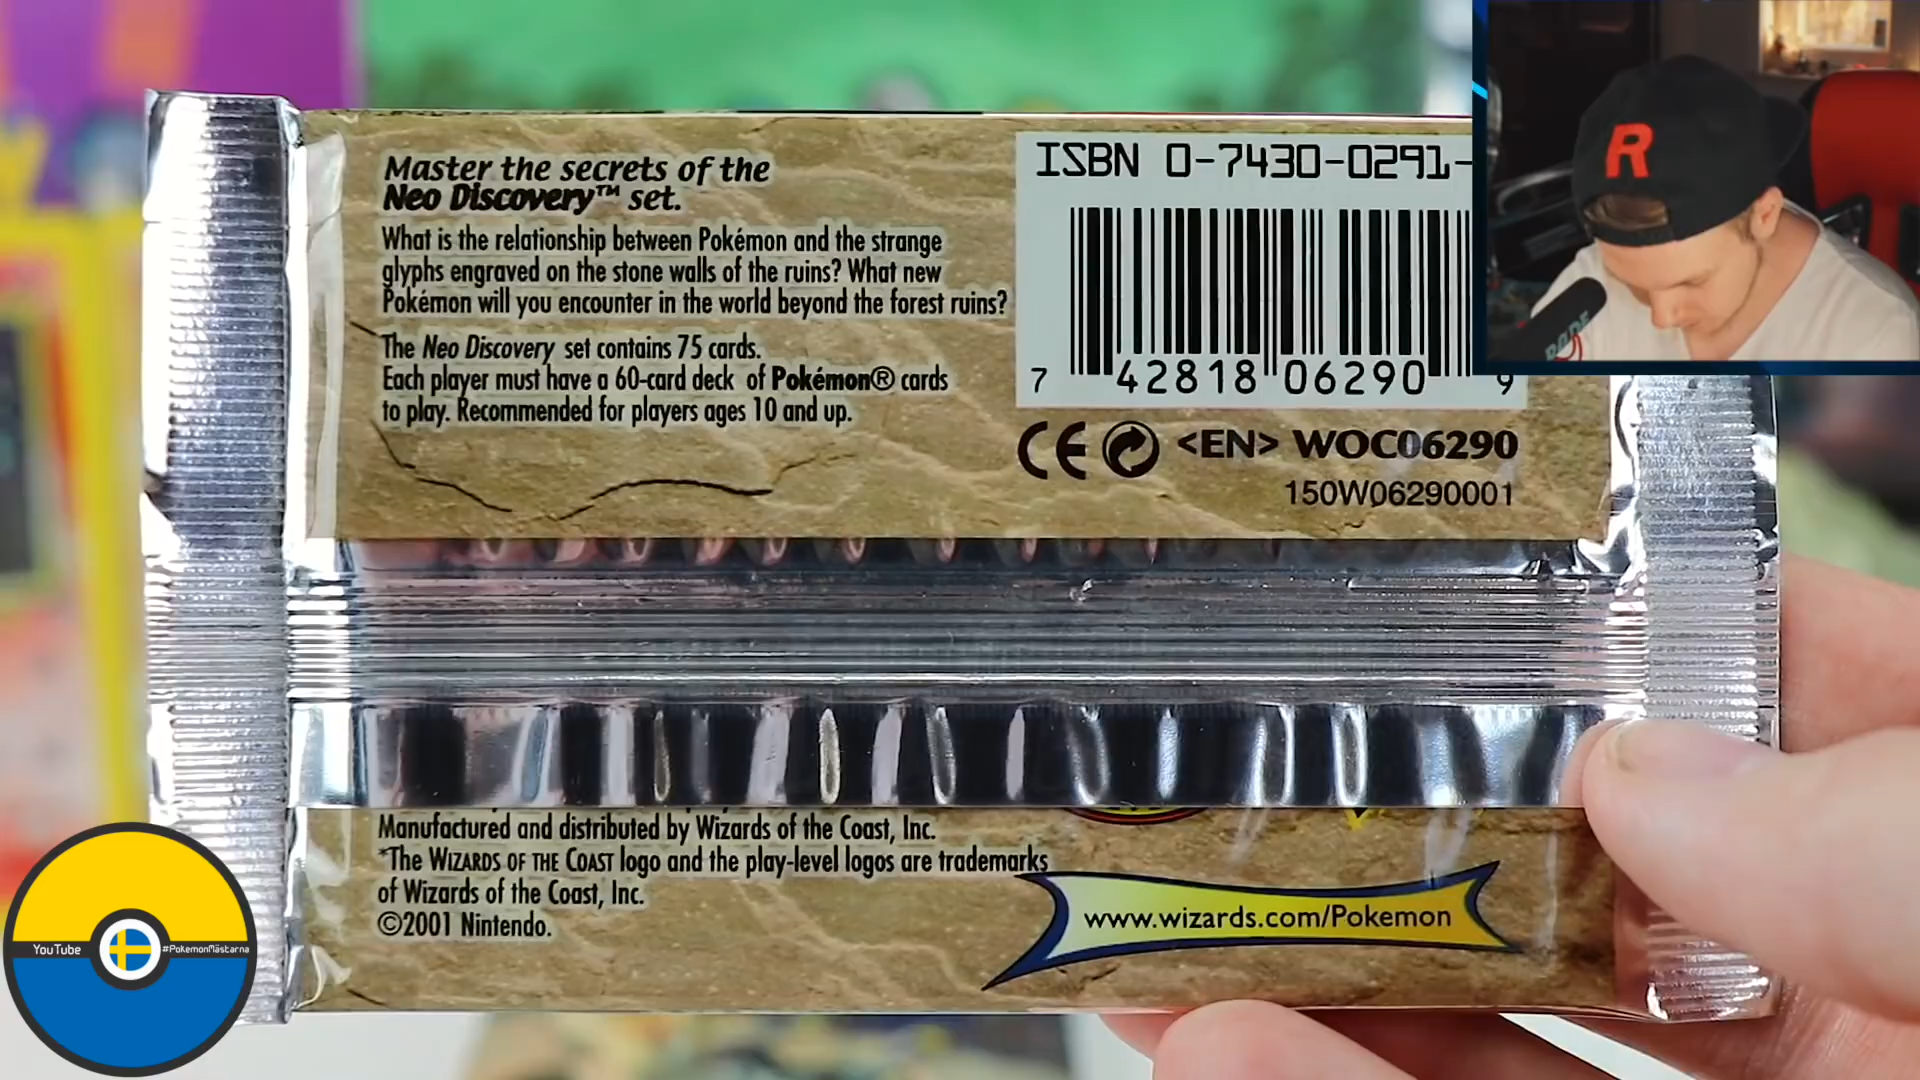 Master the secrets of the
Neo Discovery™ set.
What is the relationship between Pokémon and the strange
glyphs engraved on the stone walls of the ruins? What new
Pokémon will you encounter in the world beyond the forest ruins?
The Neo Discovery set contains 75 cards.
Each player must have a 60-card deck of Pokémon® cards
to play. Recommended for players ages 10 and up.
ISBN 0-7430-0291-
7 42818 06290 9
CE <EN> WOC06290
150W06290001
R
Manufactured and distributed by Wizards of the Coast, Inc.
*The WIZARDS OF THE COAST logo and the play-level logos are trademarks
of Wizards of the Coast, Inc.
©2001 Nintendo.
www.wizards.com/Pokemon
YouTube
#PokemonMästarna